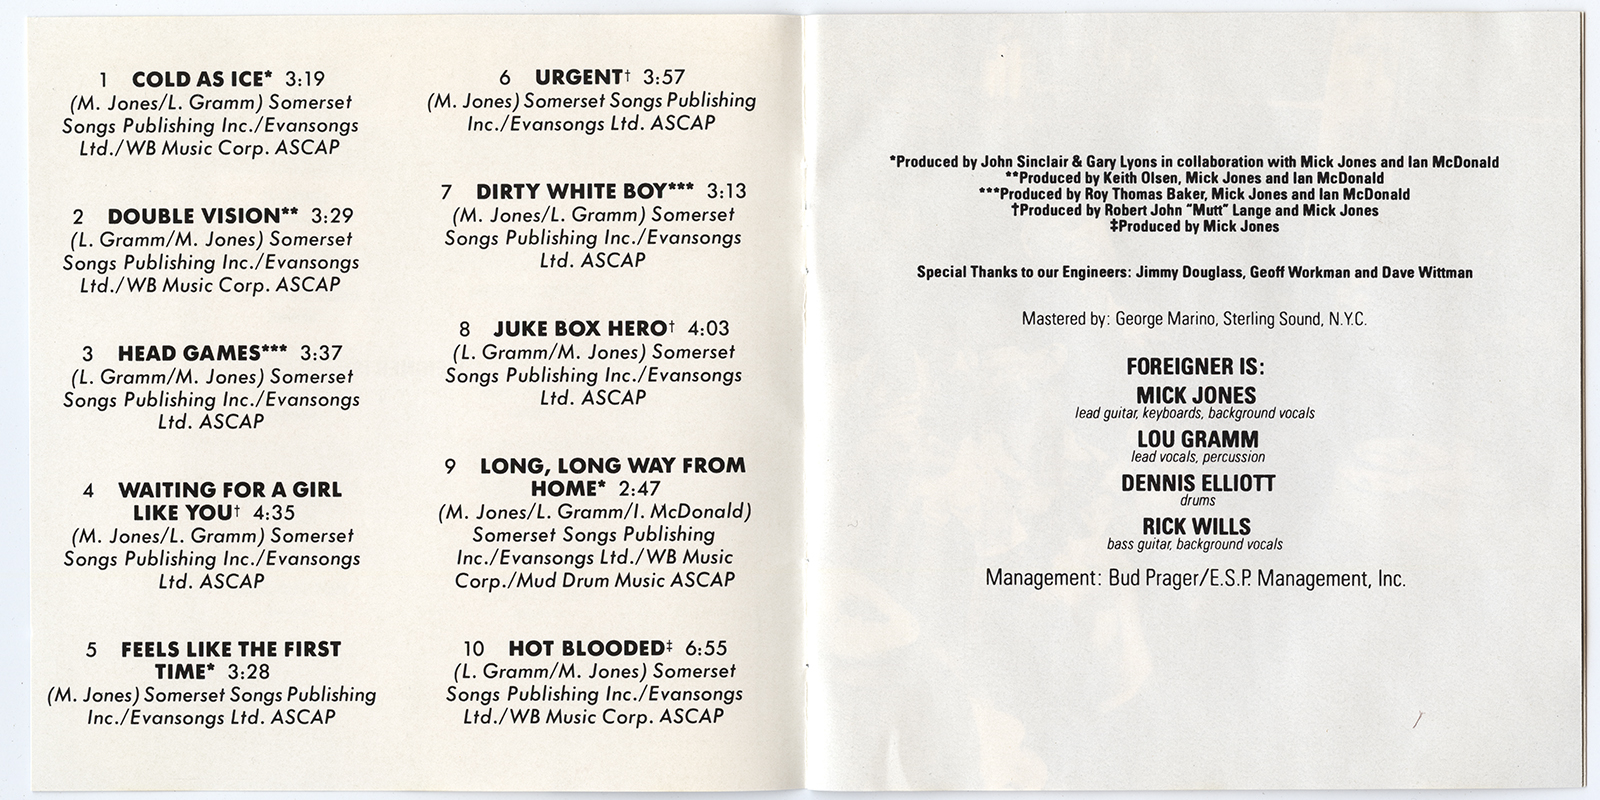 1 COLD AS ICE* 3:19
(M. Jones/L. Gramm) Somerset
Songs Publishing Inc./Evansongs
Ltd./WB Music Corp. ASCAP
2 DOUBLE VISION** 3:29
(L. Gramm/M. Jones) Somerset
Songs Publishing Inc./Evansongs
Ltd./WB Music Corp. ASCAP
3 HEAD GAMES*** 3:37
(L. Gramm/M. Jones) Somerset
Songs Publishing Inc./Evansongs
Ltd. ASCAP
4 WAITING FOR A GIRL
LIKE YOU† 4:35
(M. Jones/L. Gramm) Somerset
Songs Publishing Inc./Evansongs
Ltd. ASCAP
5 FEELS LIKE THE FIRST
TIME* 3:28
(M. Jones) Somerset Songs Publishing
Inc./Evansongs Ltd. ASCAP
6 URGENT† 3:57
(M. Jones) Somerset Songs Publishing
Inc./Evansongs Ltd. ASCAP
7 DIRTY WHITE BOY*** 3:13
(M. Jones/L. Gramm) Somerset
Songs Publishing Inc./Evansongs
Ltd. ASCAP
8 JUKE BOX HERO† 4:03
(L. Gramm/M. Jones) Somerset
Songs Publishing Inc./Evansongs
Ltd. ASCAP
9 LONG, LONG WAY FROM
HOME* 2:47
(M. Jones/L. Gramm/I. McDonald)
Somerset Songs Publishing
Inc./Evansongs Ltd./WB Music
Corp./Mud Drum Music ASCAP
10 HOT BLOODED‡ 6:55
(L. Gramm/M. Jones) Somerset
Songs Publishing Inc./Evansongs
Ltd./WB Music Corp. ASCAP
*Produced by John Sinclair & Gary Lyons in collaboration with Mick Jones and Ian McDonald
**Produced by Keith Olsen, Mick Jones and Ian McDonald
***Produced by Roy Thomas Baker, Mick Jones and Ian McDonald
†Produced by Robert John "Mutt" Lange and Mick Jones
‡Produced by Mick Jones
Special Thanks to our Engineers: Jimmy Douglass, Geoff Workman and Dave Wittman
Mastered by: George Marino, Sterling Sound, N.Y.C.
FOREIGNER IS:
MICK JONES
lead guitar, keyboards, background vocals
LOU GRAMM
lead vocals, percussion
DENNIS ELLIOTT
drums
RICK WILLS
bass guitar, background vocals
Management: Bud Prager/E.S.P. Management, Inc.